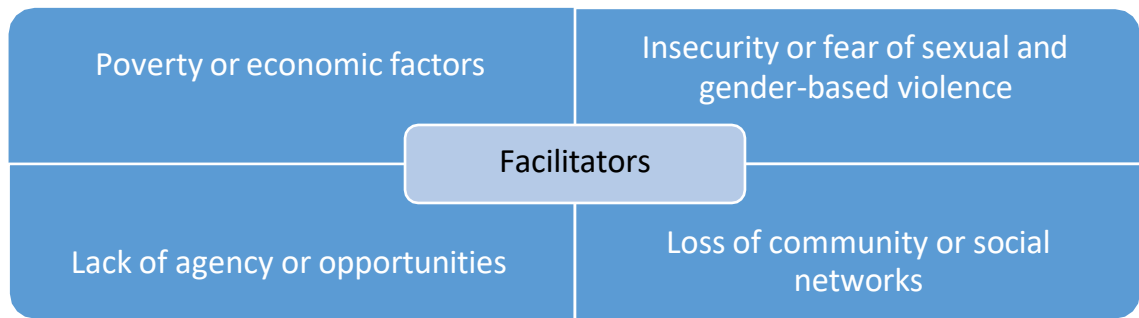 Poverty or economic factors
Insecurity or fear of sexual and
gender-based violence
Facilitators
Lack of agency or opportunities
Loss of community or social
networks